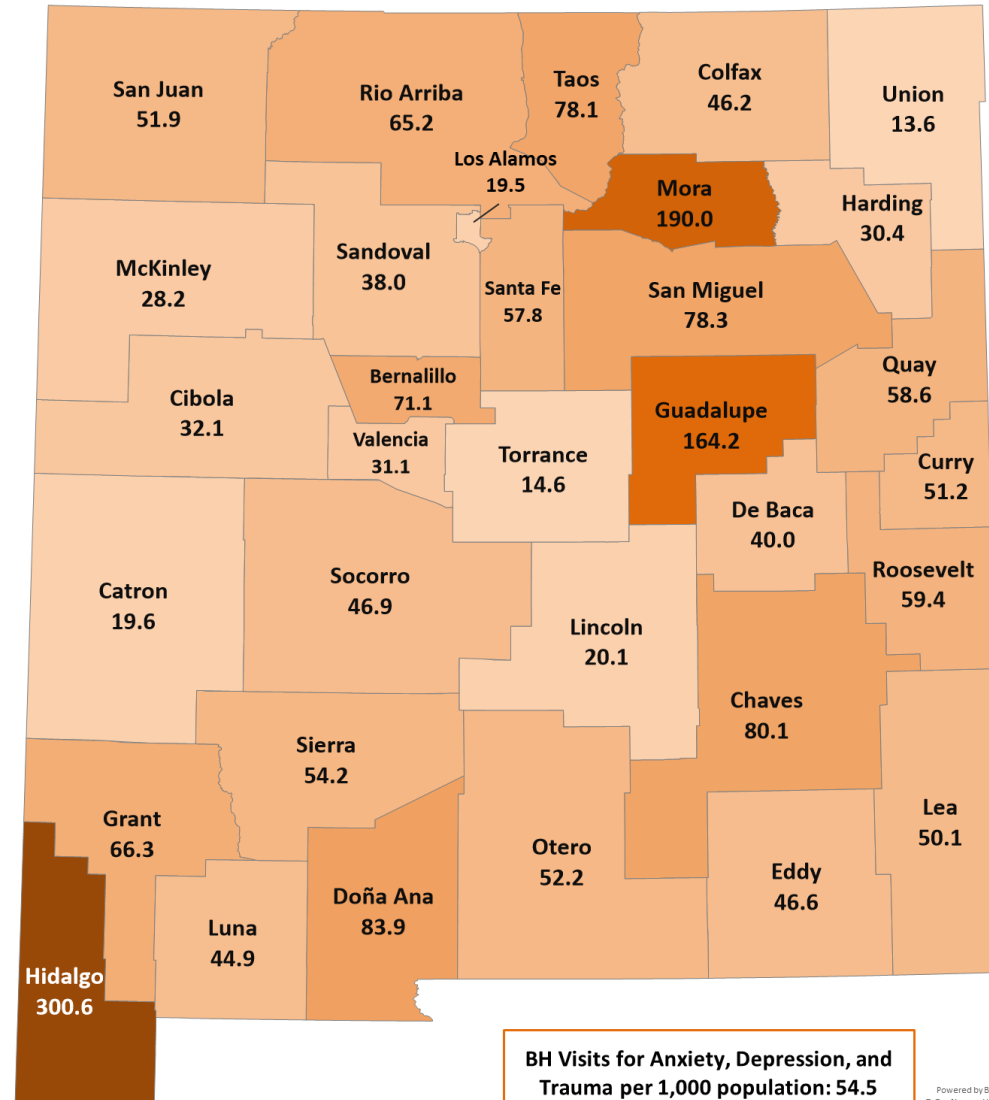 San Juan
51.9
Rio Arriba
65.2
Taos
78.1
Colfax
46.2
Union
13.6
Los Alamos
19.5
Mora
190.0
Harding
30.4
McKinley
28.2
Sandoval
38.0
Santa Fe
57.8
San Miguel
78.3
Quay
58.6
Cibola
32.1
Bernalillo
71.1
Valencia
31.1
Torrance
14.6
Guadalupe
164.2
Curry
51.2
De Baca
40.0
Roosevelt
59.4
Catron
19.6
Socorro
46.9
Lincoln
20.1
Chaves
80.1
Sierra
54.2
Grant
66.3
Otero
52.2
Lea
50.1
Eddy
46.6
Doña Ana
83.9
Luna
44.9
Hidalgo
300.6
BH Visits for Anxiety, Depression, and
Trauma per 1,000 population: 54.5
Powered by B